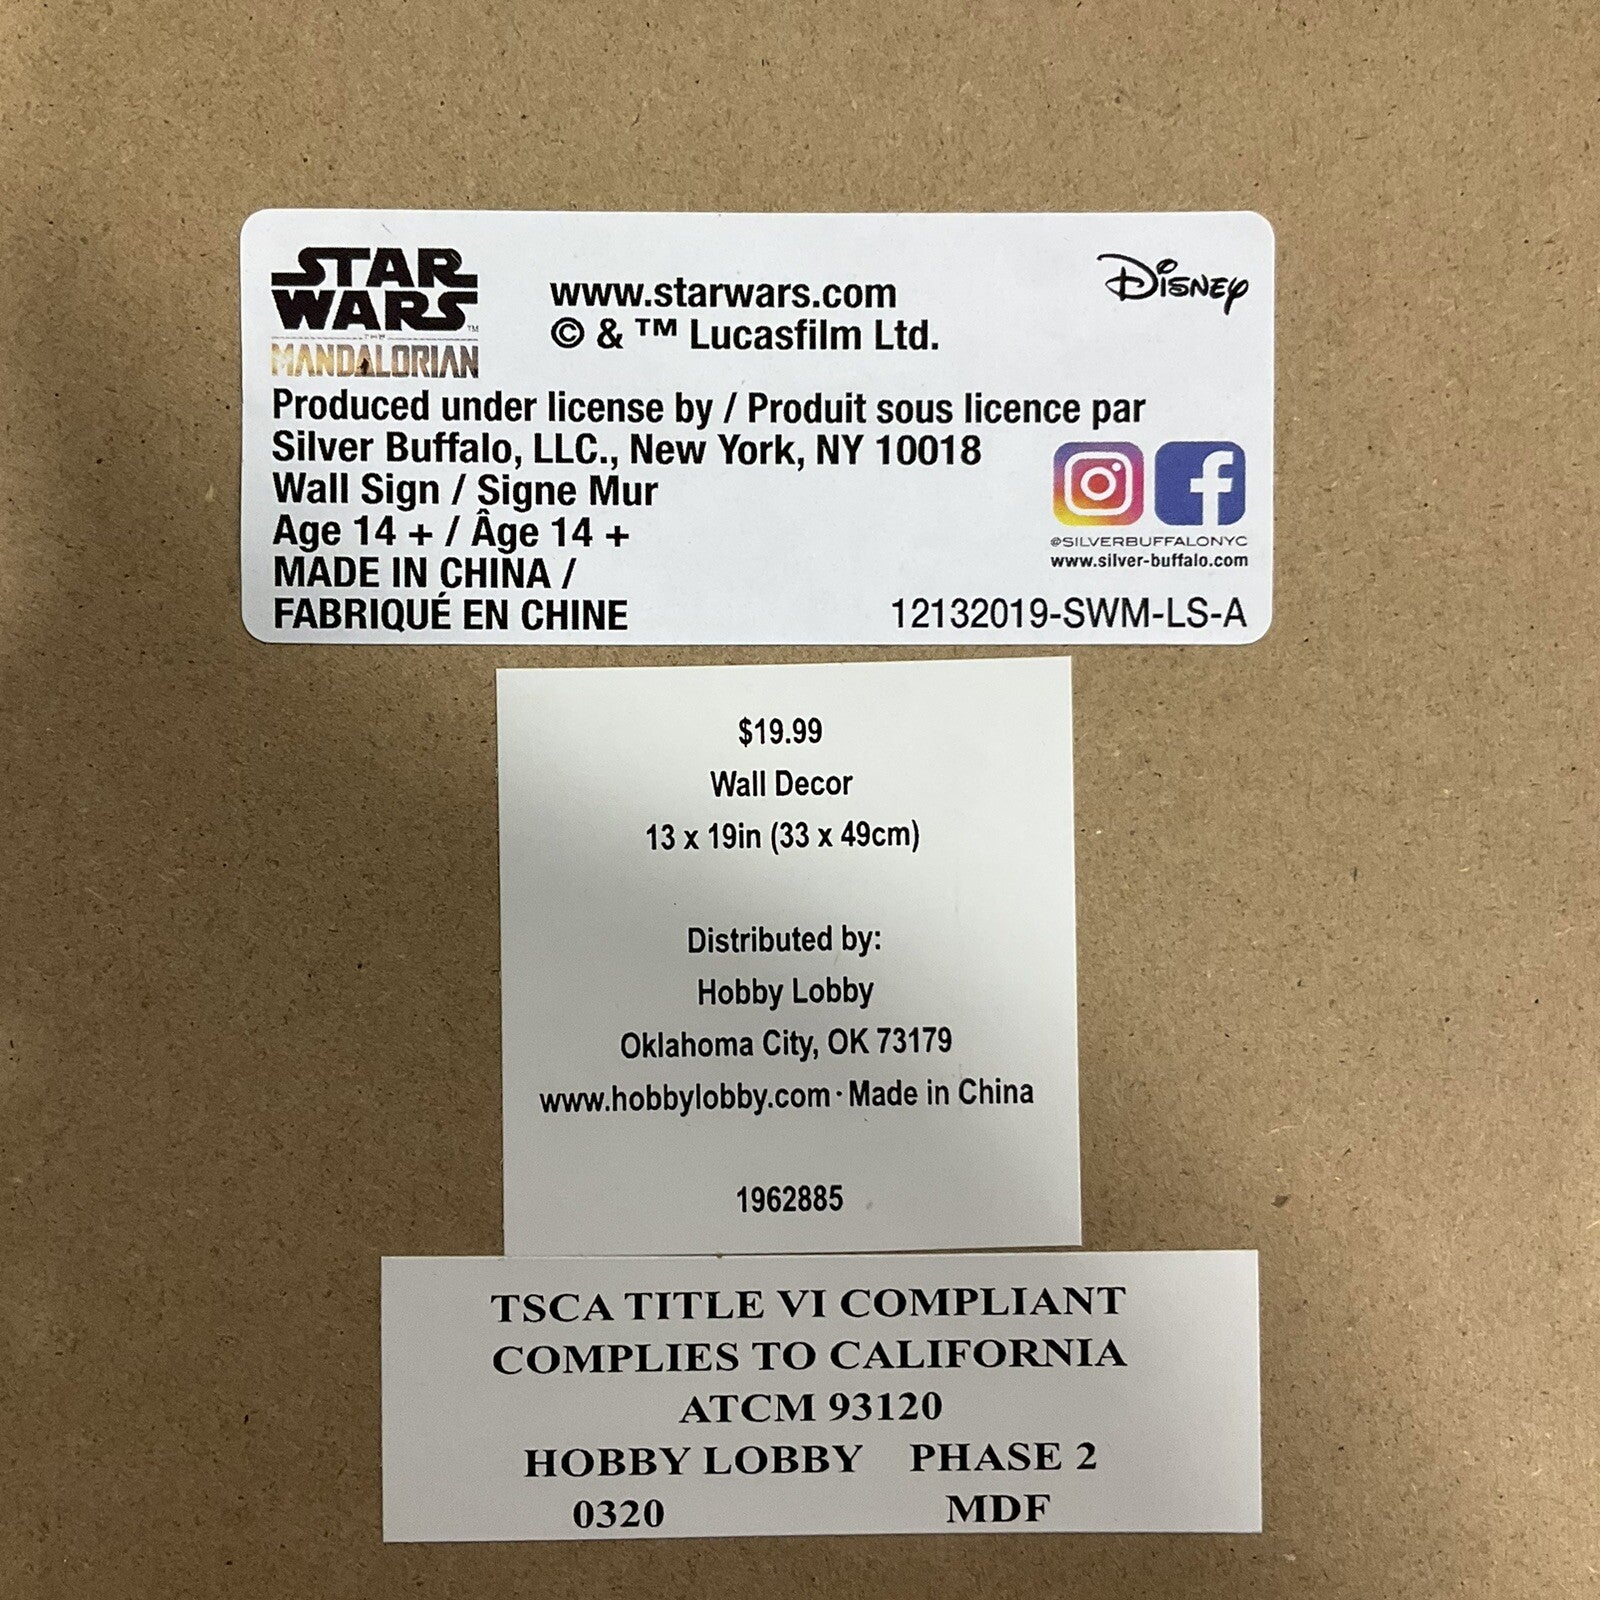 STAR
WARS™
THE
MANDALORIAN
www.starwars.com
© & ™ Lucasfilm Ltd.
Disney
Produced under license by / Produit sous licence par
Silver Buffalo, LLC., New York, NY 10018
Wall Sign / Signe Mur
Age 14 + / Âge 14 +
MADE IN CHINA /
FABRIQUÉ EN CHINE
@SILVERBUFFALONYC
www.silver-buffalo.com
12132019-SWM-LS-A
$19.99
Wall Decor
13 x 19in (33 x 49cm)
Distributed by:
Hobby Lobby
Oklahoma City, OK 73179
www.hobbylobby.com · Made in China
1962885
TSCA TITLE VI COMPLIANT
COMPLIES TO CALIFORNIA
ATCM 93120
HOBBY LOBBY PHASE 2
0320 MDF